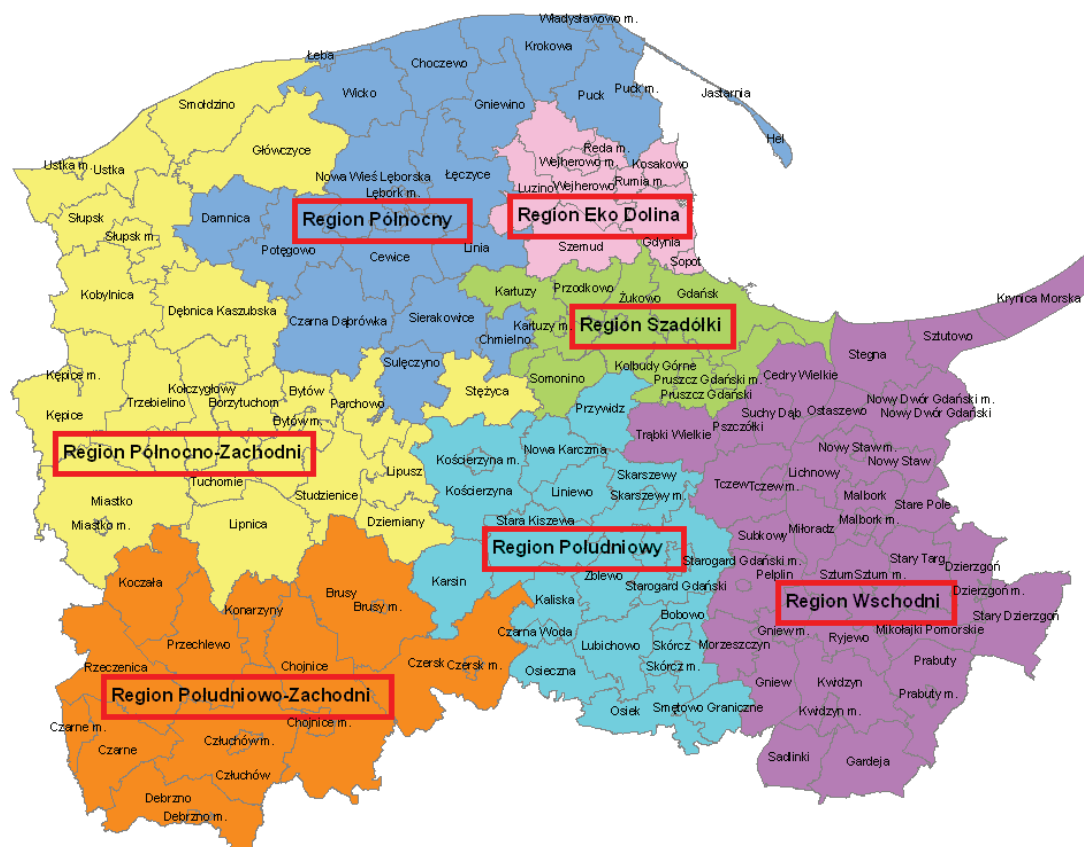 Władysławowo m.
Krokowa
Łeba
Choczewo
Wicko
Puck
Puck m.
Jastarnia
Smołdzino
Gniewino
Hel
Główczyce
Reda m.
Wejherowo m.
Kosakowo
Ustka m.
Ustka
Nowa Wieś Lęborska
Łęczyce
Luzino
Wejherowo
Rumia m.
Lębork m.
Słupsk
Damnica
Region Pólnocny
Region Eko Dolina
Słupsk m.
Potęgowo
Cewice
Linia
Szemud
Gdynia
Sopot
Kobylnica
Dębnica Kaszubska
Kartuzy
Przodkowo
Żukowo
Gdańsk
Krynica Morska
Czarna Dąbrówka
Sierakowice
Kartuzy m.
Region Szadólki
Chmielno
Sztutowo
Stegna
Kępice m.
Kołczygłowy
Sulęczyno
Kolbudy Górne
Somonino
Pruszcz Gdański m.
Pruszcz Gdański
Cedry Wielkie
Kępice
Trzebielino
Borzytuchom
Bytów
Parchowo
Stężyca
Bytów m.
Przywidz
Suchy Dąb
Ostaszewo
Nowy Dwór Gdański m.
Nowy Dwór Gdański
Pszczółki
Trąbki Wielkie
Region Pólnocno-Zachodni
Lipusz
Kościerzyna m.
Nowa Karczma
Nowy Staw m.
Nowy Staw
Tuchomie
Studzienice
Kościerzyna
Liniewo
Skarszewy
Skarszewy m.
Tczew
Tczew m.
Lichnowy
Malbork
Stare Pole
Miastko
Miastko m.
Lipnica
Dziemiany
Stara Kiszewa
Malbork m.
Miłoradz
Subkowy
Region Poludniowy
Starogard Gdański m.
Stary Targ
Dzierzgoń
Koczała
Karsin
Zblewo
Starogard Gdański
Pelplin
Sztum
Sztum m.
Dzierzgoń m.
Brusy
Brusy m.
Konarzyny
Kaliska
Region Wschodni
Stary Dzierzgoń
Bobowo
Przechlewo
Czarna Woda
Lubichowo
Skórcz
Morzeszczyn
Gniew m.
Ryjewo
Mikołajki Pomorskie
Rzeczenica
Chojnice
Czersk
Czersk m.
Osieczna
Skórcz m.
Gniew
Kwidzyn
Prabuty
Prabuty m.
Region Poludniowo-Zachodni
Osiek
Smętowo Graniczne
Kwidzyn m.
Czarne m.
Chojnice m.
Czarne
Człuchów m.
Człuchów
Sadlinki
Gardeja
Debrzno
Debrzno m.